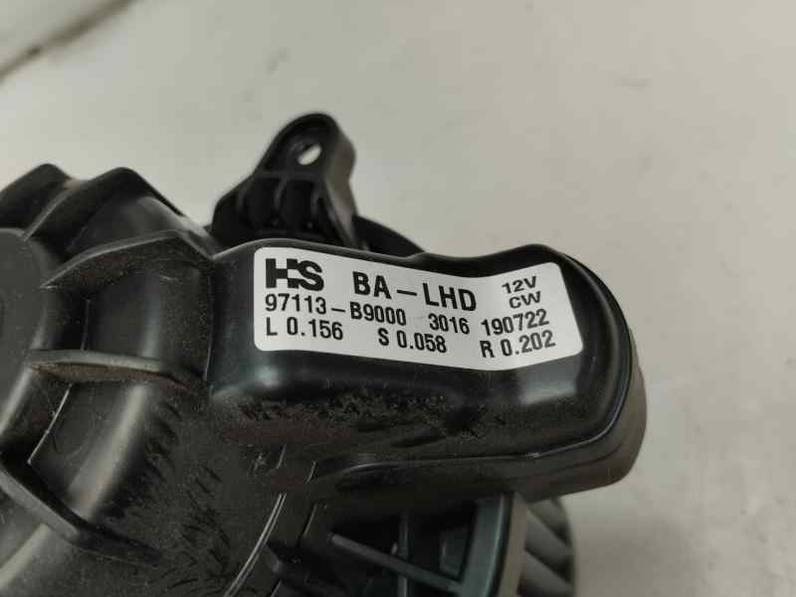 HS BA-LHD 12V
CW
97113-B9000 3016 190722
L 0.156 S 0.058 R 0.202